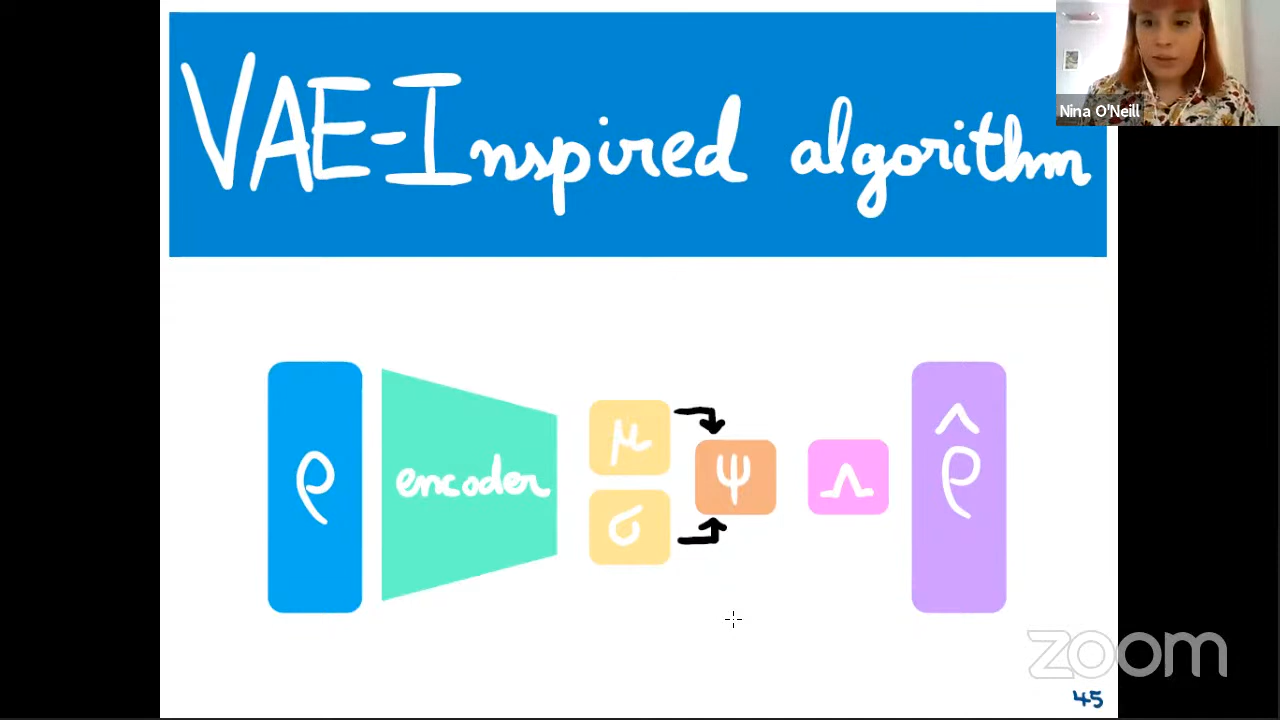 VAE-Inspired algorithm
Nina O'Neill
ρ
encoder
μ
σ
ψ
Λ
ρ̂
zoom
45